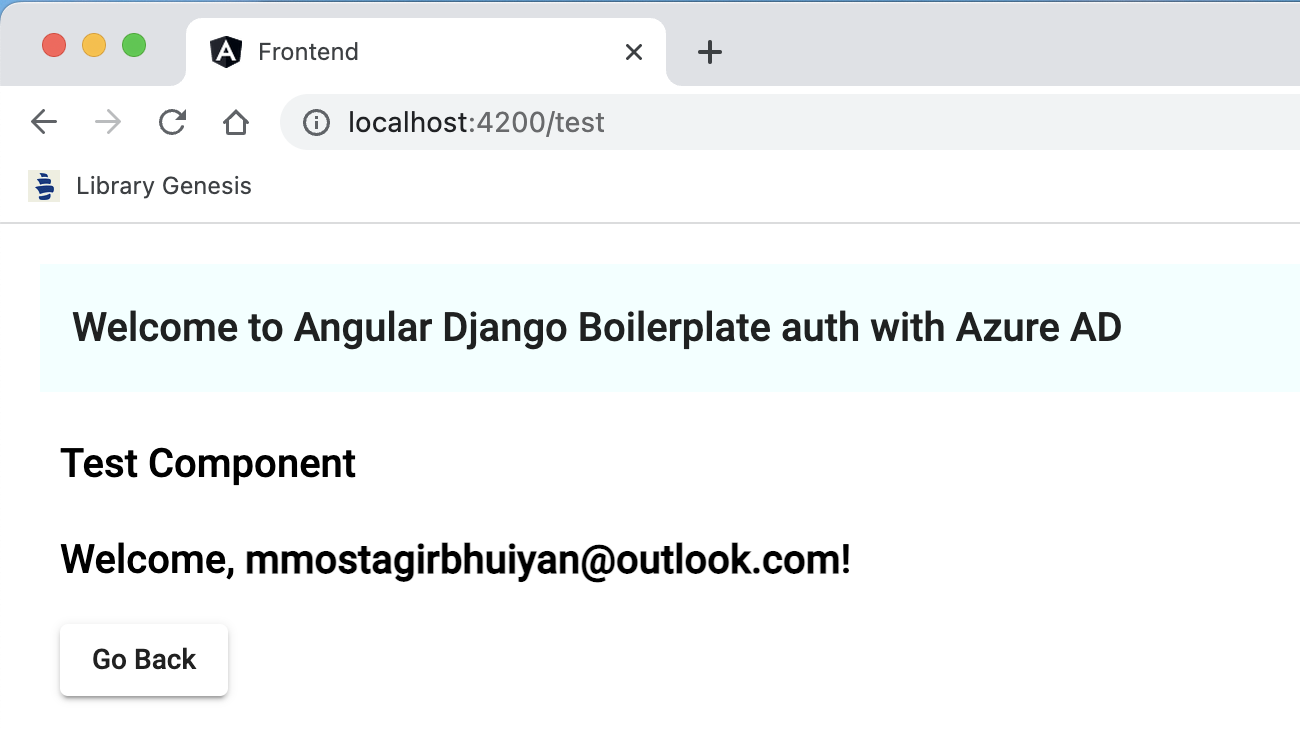 Frontend
localhost:4200/test
Library Genesis
Welcome to Angular Django Boilerplate auth with Azure AD
Test Component
Welcome, mmostagirbhuiyan@outlook.com!
Go Back